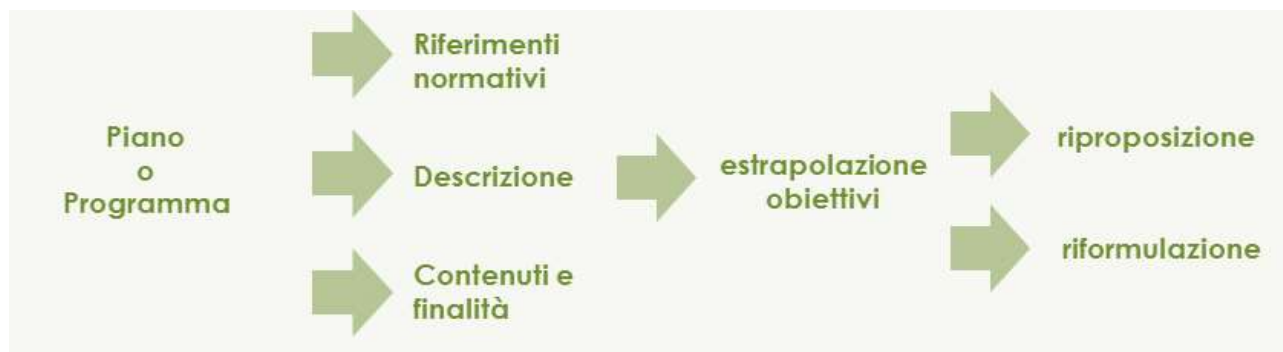 Piano
o
Programma
Riferimenti
normativi
Descrizione
Contenuti e
finalità
estrapolazione
obiettivi
riproposizione
riformulazione